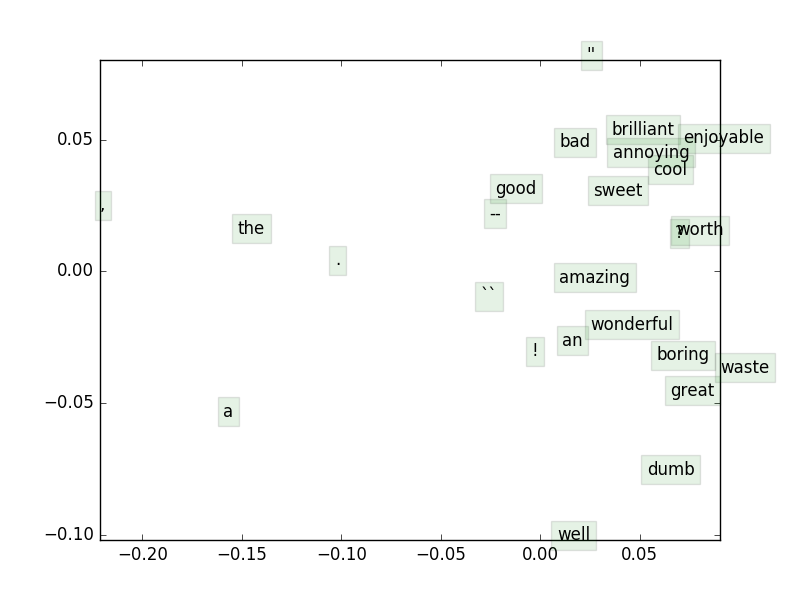 "
brilliant
0.05
bad
enjoyable
annoying
cool
good
sweet
,
--
the
?
worth
.
0.00
amazing
``
wonderful
an
!
boring
waste
great
−0.05
a
dumb
well
−0.10
−0.20
−0.15
−0.10
−0.05
0.00
0.05